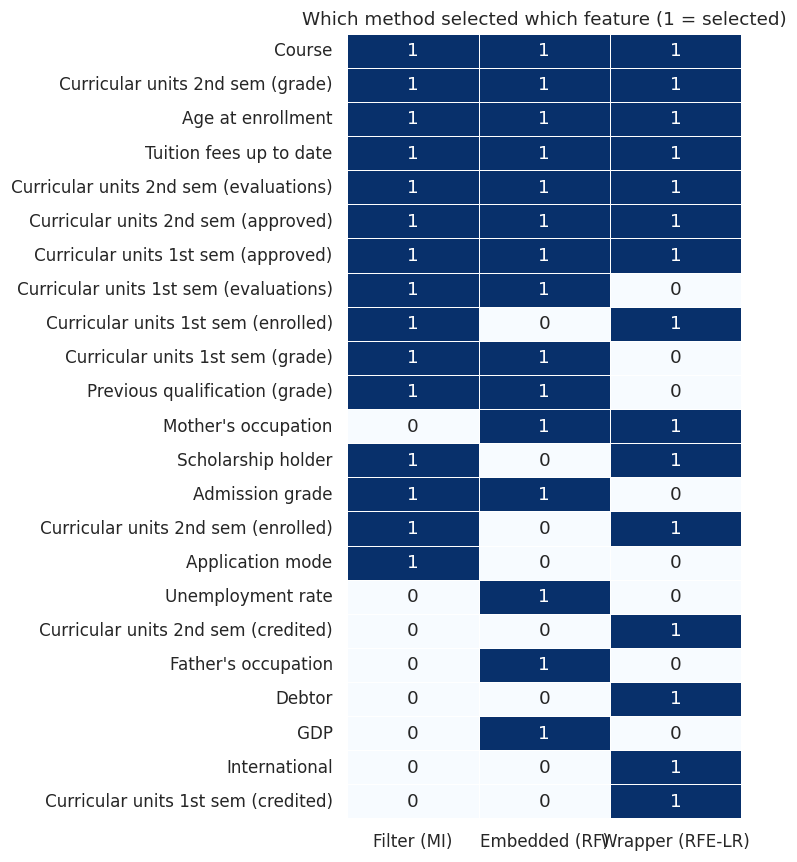 Which method selected which feature (1 = selected)
Course 1 1 1
Curricular units 2nd sem (grade) 1 1 1
Age at enrollment 1 1 1
Tuition fees up to date 1 1 1
Curricular units 2nd sem (evaluations) 1 1 1
Curricular units 2nd sem (approved) 1 1 1
Curricular units 1st sem (approved) 1 1 1
Curricular units 1st sem (evaluations) 1 1 0
Curricular units 1st sem (enrolled) 1 0 1
Curricular units 1st sem (grade) 1 1 0
Previous qualification (grade) 1 1 0
Mother's occupation 0 1 1
Scholarship holder 1 0 1
Admission grade 1 1 0
Curricular units 2nd sem (enrolled) 1 0 1
Application mode 1 0 0
Unemployment rate 0 1 0
Curricular units 2nd sem (credited) 0 0 1
Father's occupation 0 1 0
Debtor 0 0 1
GDP 0 1 0
International 0 0 1
Curricular units 1st sem (credited) 0 0 1
Filter (MI) Embedded (RF) Wrapper (RFE-LR)